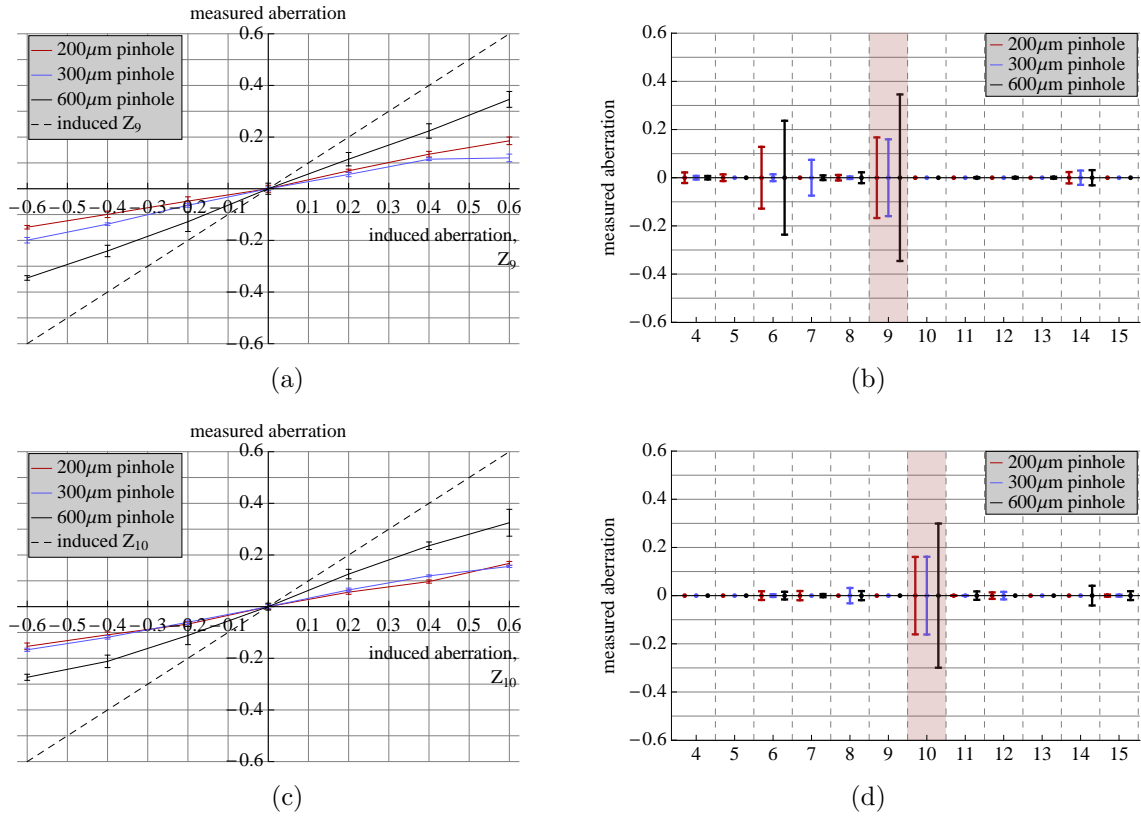 measured aberration
0.6
0.4
0.2
−0.2
−0.4
−0.6
−0.6 −0.5 −0.4 −0.3 −0.2 −0.1 0.1 0.2 0.3 0.4 0.5 0.6
induced aberration,
Z9
200μm pinhole
300μm pinhole
600μm pinhole
induced Z9
(a)
measured aberration
0.6
0.4
0.2
0
−0.2
−0.4
−0.6
4 5 6 7 8 9 10 11 12 13 14 15
200μm pinhole
300μm pinhole
600μm pinhole
(b)
measured aberration
0.6
0.4
0.2
−0.2
−0.4
−0.6
−0.6 −0.5 −0.4 −0.3 −0.2 −0.1 0.1 0.2 0.3 0.4 0.5 0.6
induced aberration,
Z10
200μm pinhole
300μm pinhole
600μm pinhole
induced Z10
(c)
measured aberration
0.6
0.4
0.2
0
−0.2
−0.4
−0.6
4 5 6 7 8 9 10 11 12 13 14 15
200μm pinhole
300μm pinhole
600μm pinhole
(d)